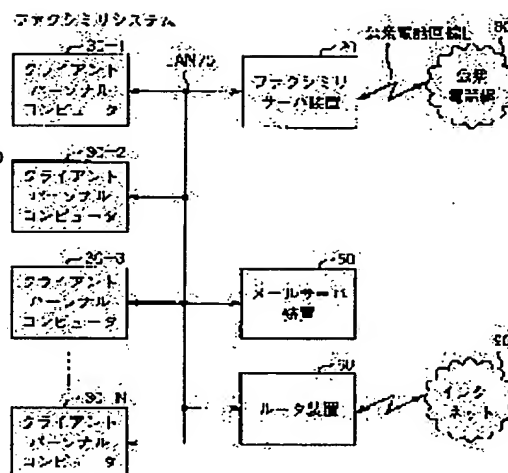 ファクシミリシステム
クライアント
パーソナル
コンピュータ
30-2
クライアント
パーソナル
コンピュータ
クライアント
パーソナル
コンピュータ
クライアント
パーソナル
コンピュータ
ファクシミリ
サーバ装置
公衆電話回線L
公衆
電話網
メールサーバ
装置
50
ルータ装置
インター
ネット